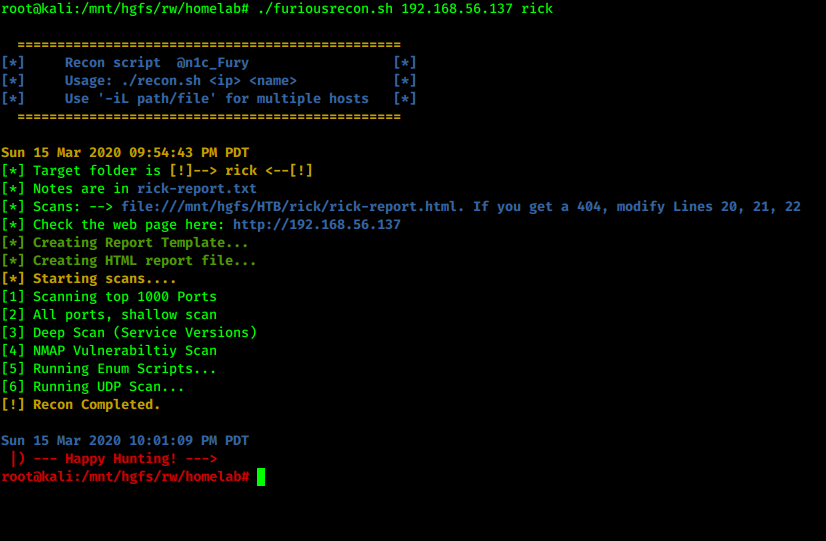 root@kali:/mnt/hgfs/rw/homelab# ./furiousrecon.sh 192.168.56.137 rick
================================================
[*] Recon script @n1c_Fury [*]
[*] Usage: ./recon.sh <ip> <name> [*]
[*] Use '-iL path/file' for multiple hosts [*]
================================================
Sun 15 Mar 2020 09:54:43 PM PDT
[*] Target folder is [!]--> rick <--[!]
[*] Notes are in rick-report.txt
[*] Scans: --> file:///mnt/hgfs/HTB/rick/rick-report.html. If you get a 404, modify Lines 20, 21, 22
[*] Check the web page here: http://192.168.56.137
[*] Creating Report Template...
[*] Creating HTML report file...
[*] Starting scans....
[1] Scanning top 1000 Ports
[2] All ports, shallow scan
[3] Deep Scan (Service Versions)
[4] NMAP Vulnerabiltiy Scan
[5] Running Enum Scripts...
[6] Running UDP Scan...
[!] Recon Completed.
Sun 15 Mar 2020 10:01:09 PM PDT
|) --- Happy Hunting! --->
root@kali:/mnt/hgfs/rw/homelab#